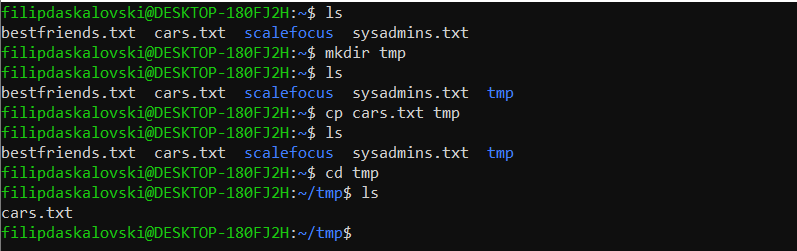 filipdaskalovski@DESKTOP-180FJ2H:~$ ls
bestfriends.txt  cars.txt  scalefocus  sysadmins.txt
filipdaskalovski@DESKTOP-180FJ2H:~$ mkdir tmp
filipdaskalovski@DESKTOP-180FJ2H:~$ ls
bestfriends.txt  cars.txt  scalefocus  sysadmins.txt  tmp
filipdaskalovski@DESKTOP-180FJ2H:~$ cp cars.txt tmp
filipdaskalovski@DESKTOP-180FJ2H:~$ ls
bestfriends.txt  cars.txt  scalefocus  sysadmins.txt  tmp
filipdaskalovski@DESKTOP-180FJ2H:~$ cd tmp
filipdaskalovski@DESKTOP-180FJ2H:~/tmp$ ls
cars.txt
filipdaskalovski@DESKTOP-180FJ2H:~/tmp$